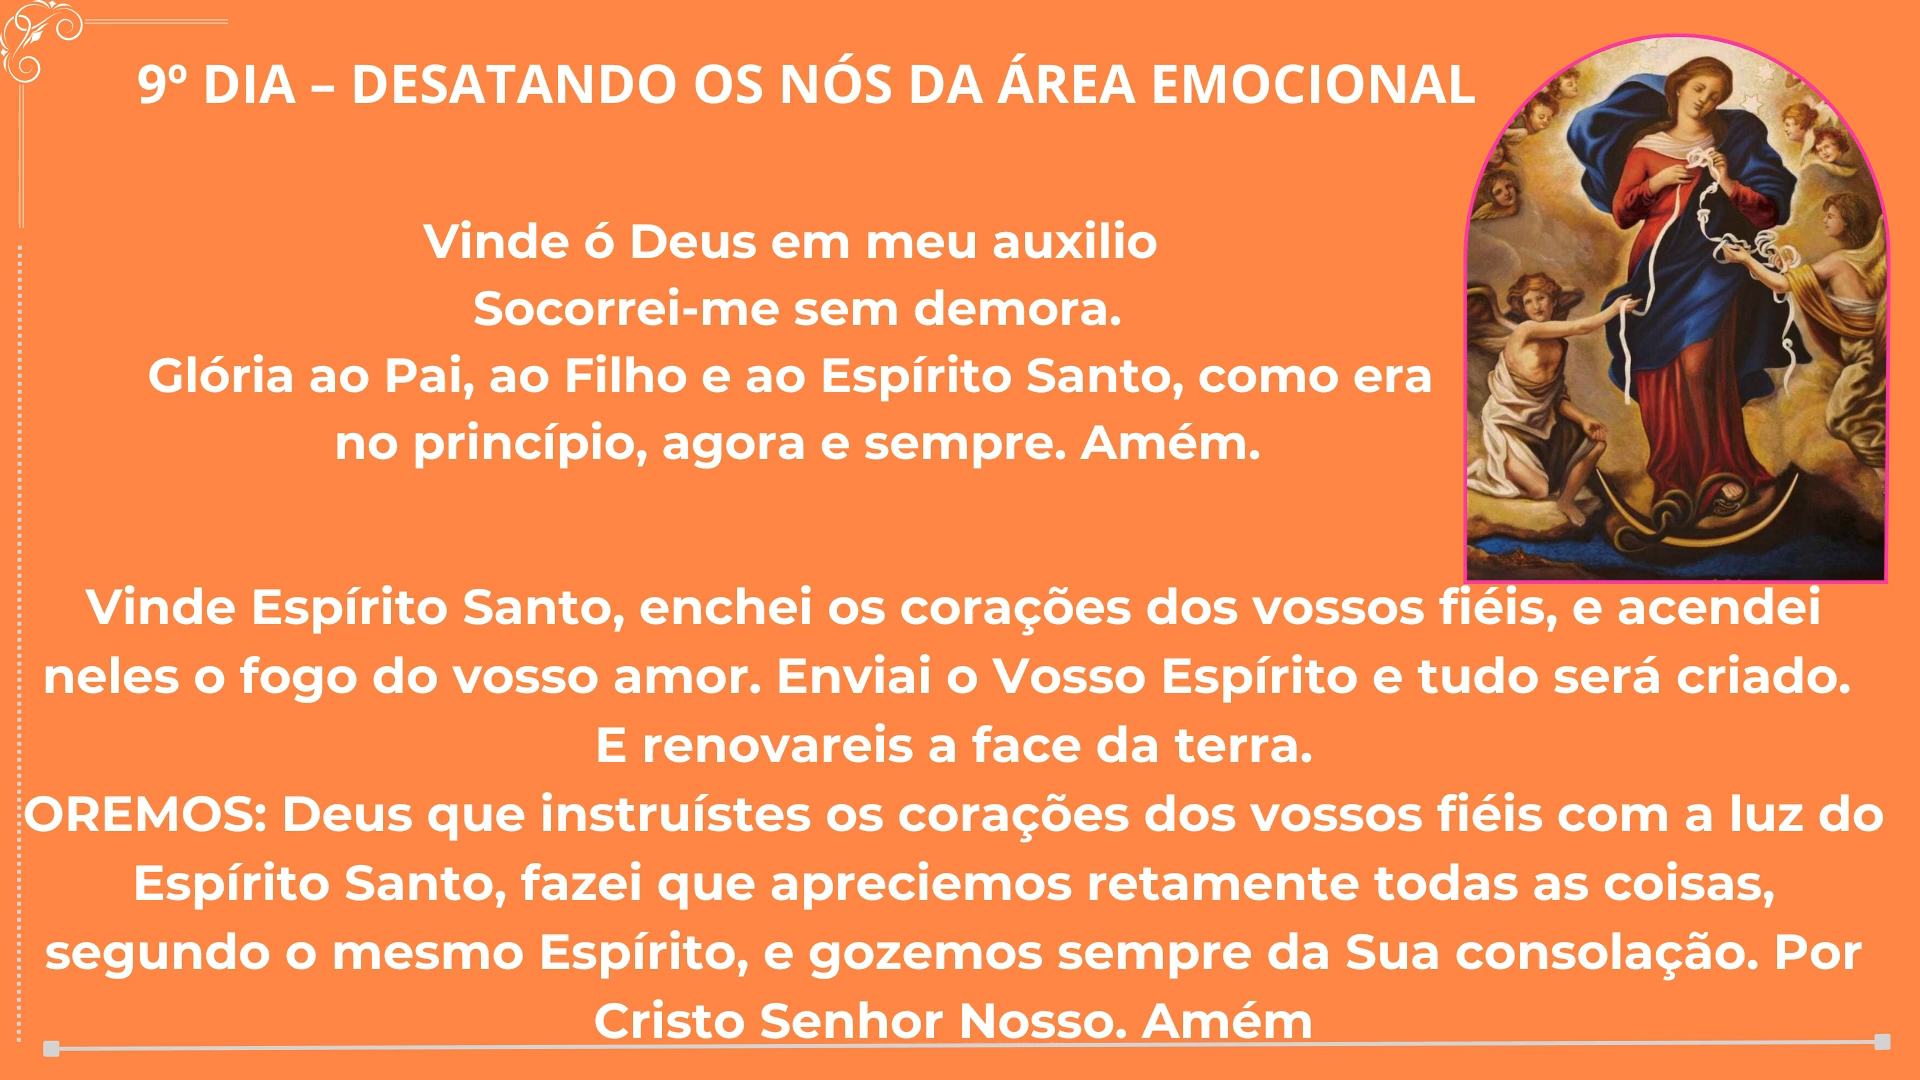 9º DIA – DESATANDO OS NÓS DA ÁREA EMOCIONAL
Vinde ó Deus em meu auxilio
Socorrei-me sem demora.
Glória ao Pai, ao Filho e ao Espírito Santo, como era
no princípio, agora e sempre. Amém.
Vinde Espírito Santo, enchei os corações dos vossos fiéis, e acendei
neles o fogo do vosso amor. Enviai o Vosso Espírito e tudo será criado.
E renovareis a face da terra.
OREMOS: Deus que instruístes os corações dos vossos fiéis com a luz do
Espírito Santo, fazei que apreciemos retamente todas as coisas,
segundo o mesmo Espírito, e gozemos sempre da Sua consolação. Por
Cristo Senhor Nosso. Amém